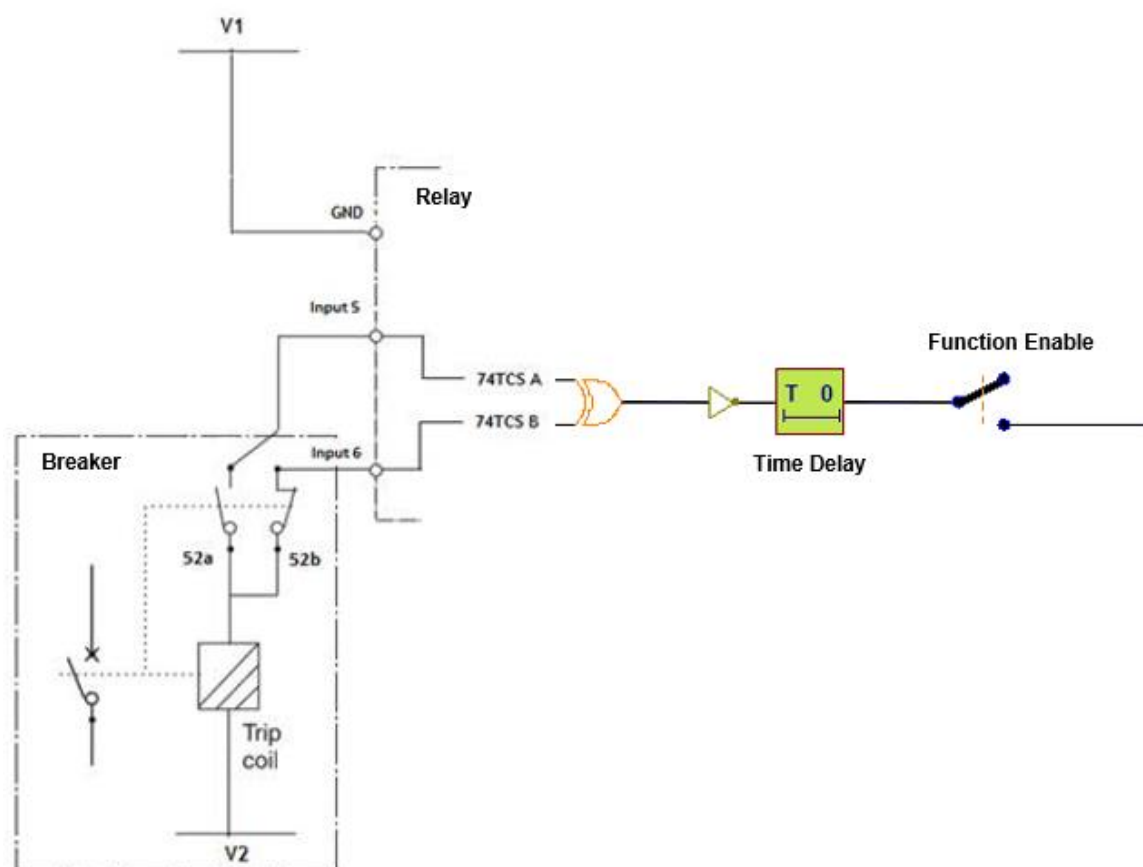 V1
Relay
GND
Input 5
Function Enable
74TCS A
T 0
74TCS B
Input 6
Breaker
Time Delay
52a
52b
Trip
coil
V2